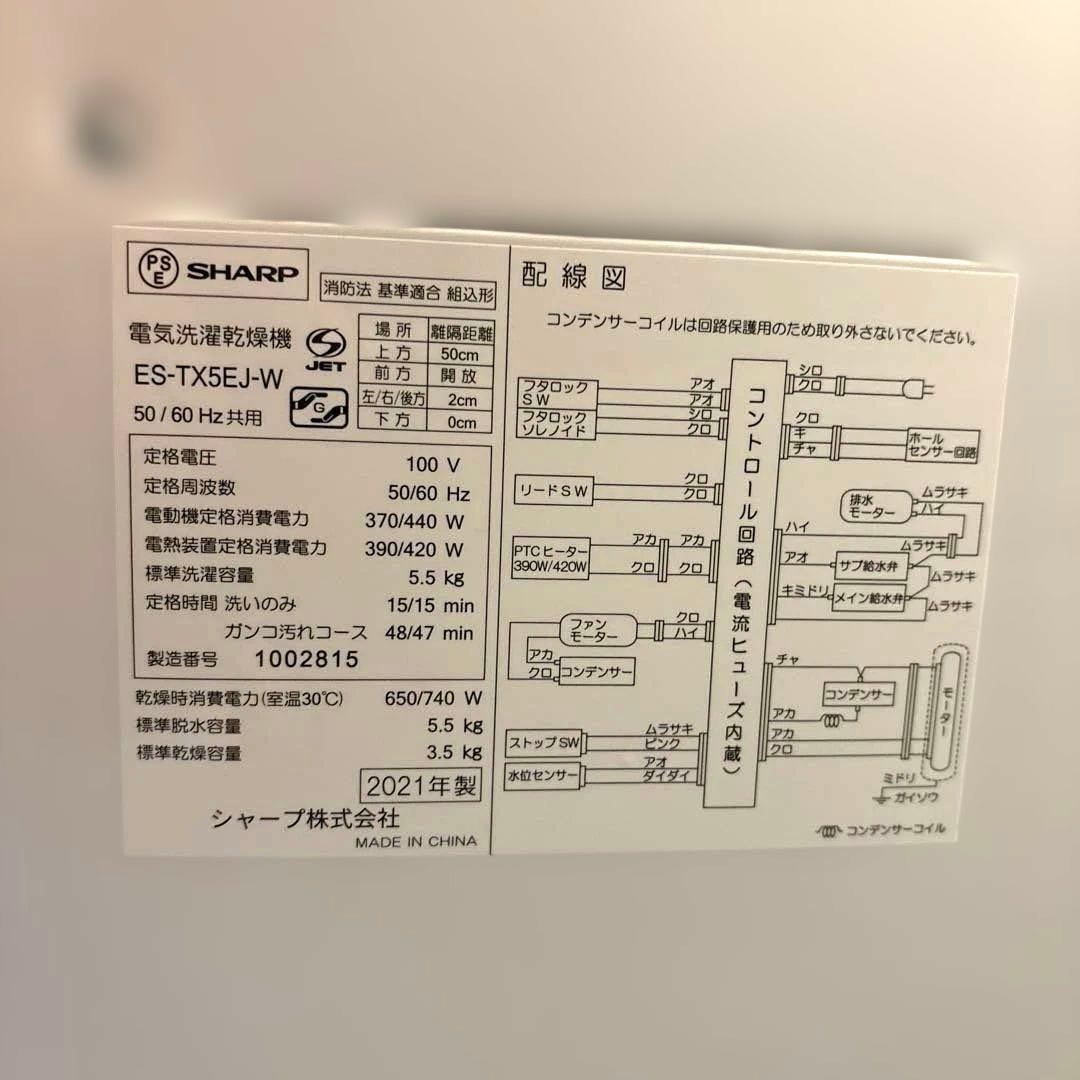 PSE SHARP
消防法 基準適合 組込形
電気洗濯乾燥機
JET
ES-TX5EJ-W
G
50/60 Hz共用
場所 離隔距離
上方 50cm
前方 開放
左/右/後方 2cm
下方 0cm
定格電圧 100 V
定格周波数 50/60 Hz
電動機定格消費電力 370/440 W
電熱装置定格消費電力 390/420 W
標準洗濯容量 5.5 kg
定格時間 洗いのみ 15/15 min
ガンコ汚れコース 48/47 min
製造番号 1002815
乾燥時消費電力(室温30℃) 650/740 W
標準脱水容量 5.5 kg
標準乾燥容量 3.5 kg
2021年製
シャープ株式会社
MADE IN CHINA
配線図
コンデンサーコイルは回路保護用のため取り外さないでください。
フタロック
SW
アオ
アオ
フタロック
ソレノイド
シロ
クロ
リードSW
クロ
クロ
PTCヒーター
390W/420W
アカ アカ
クロ クロ
ファン
モーター
クロ
ハイ
アカ
クロ
コンデンサー
ストップSW
ムラサキ
ピンク
水位センサー
アオ
ダイダイ
コントロール回路(電流ヒューズ内蔵)
シロ
クロ
クロ
キ
チャ
ホール
センサー回路
排水
モーター
ムラサキ
ハイ
ハイ
ムラサキ
アオ
サブ給水弁
ムラサキ
キミドリ
メイン給水弁
ムラサキ
チャ
コンデンサー
アカ
アカ
クロ
モーター
ミドリ
ガイソウ
コンデンサーコイル